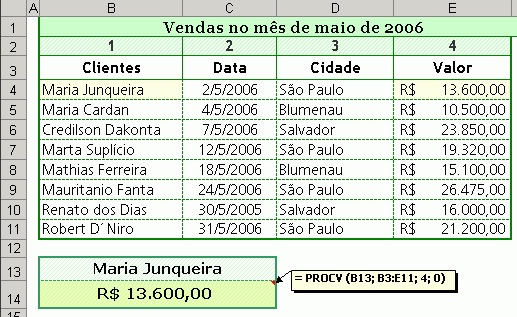 A B C D E
1 Vendas no mês de maio de 2006
2 1 2 3 4
3 Clientes Data Cidade Valor
4 Maria Junqueira 2/5/2006 São Paulo R$ 13.600,00
5 Maria Cardan 4/5/2006 Blumenau R$ 10.500,00
6 Credilson Dakonta 7/5/2006 Salvador R$ 23.850,00
7 Marta Suplício 12/5/2006 São Paulo R$ 19.320,00
8 Mathias Ferreira 18/5/2006 Blumenau R$ 15.100,00
9 Mauritanio Fanta 24/5/2006 São Paulo R$ 26.475,00
10 Renato dos Dias 30/5/2005 Salvador R$ 16.000,00
11 Robert D´Niro 31/5/2006 São Paulo R$ 21.200,00
12
13 Maria Junqueira = PROCV (B13; B3:E11; 4; 0)
14 R$ 13.600,00
15